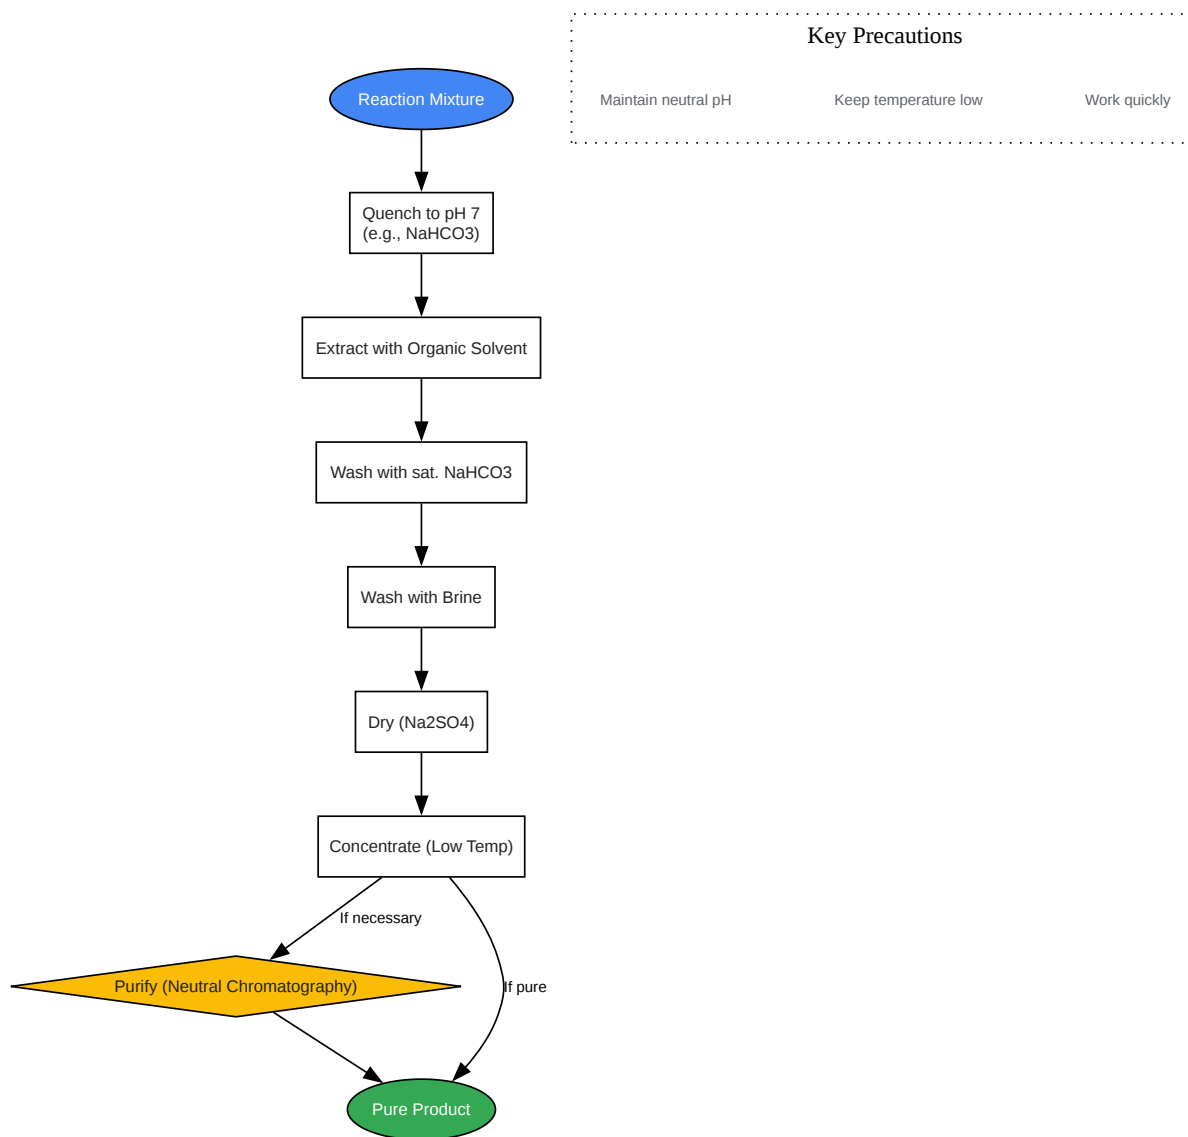 Key Precautions
Maintain neutral pH
Keep temperature low
Work quickly
Reaction Mixture
Quench to pH 7
(e.g., NaHCO3)
Extract with Organic Solvent
Wash with sat. NaHCO3
Wash with Brine
Dry (Na2SO4)
Concentrate (Low Temp)
If necessary
Purify (Neutral Chromatography)
If pure
Pure Product